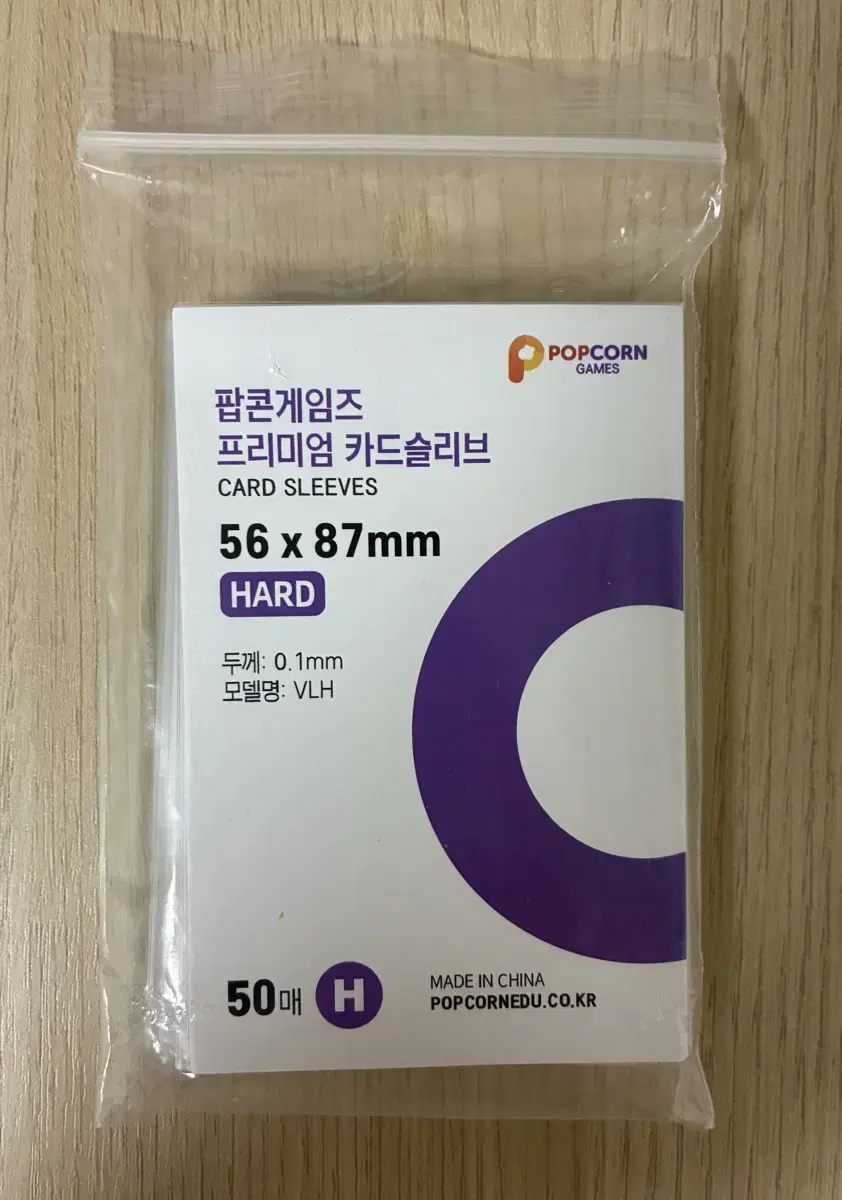 POPCORN
GAMES
팝콘게임즈
프리미엄 카드슬리브
CARD SLEEVES
56 x 87mm
HARD
두께: 0.1mm
모델명: VLH
50매 H
MADE IN CHINA
POPCORNEDU.CO.KR